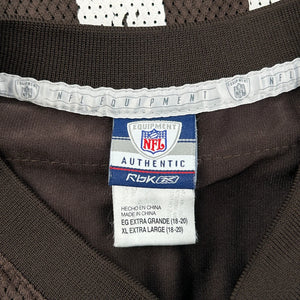 NFL EQUIPMENT
NFL
EQUIPMENT
NFL
AUTHENTIC
Rbk
HECHO EN CHINA
MADE IN CHINA
EG EXTRA GRANDE (18-20)
XL EXTRA LARGE (18-20)